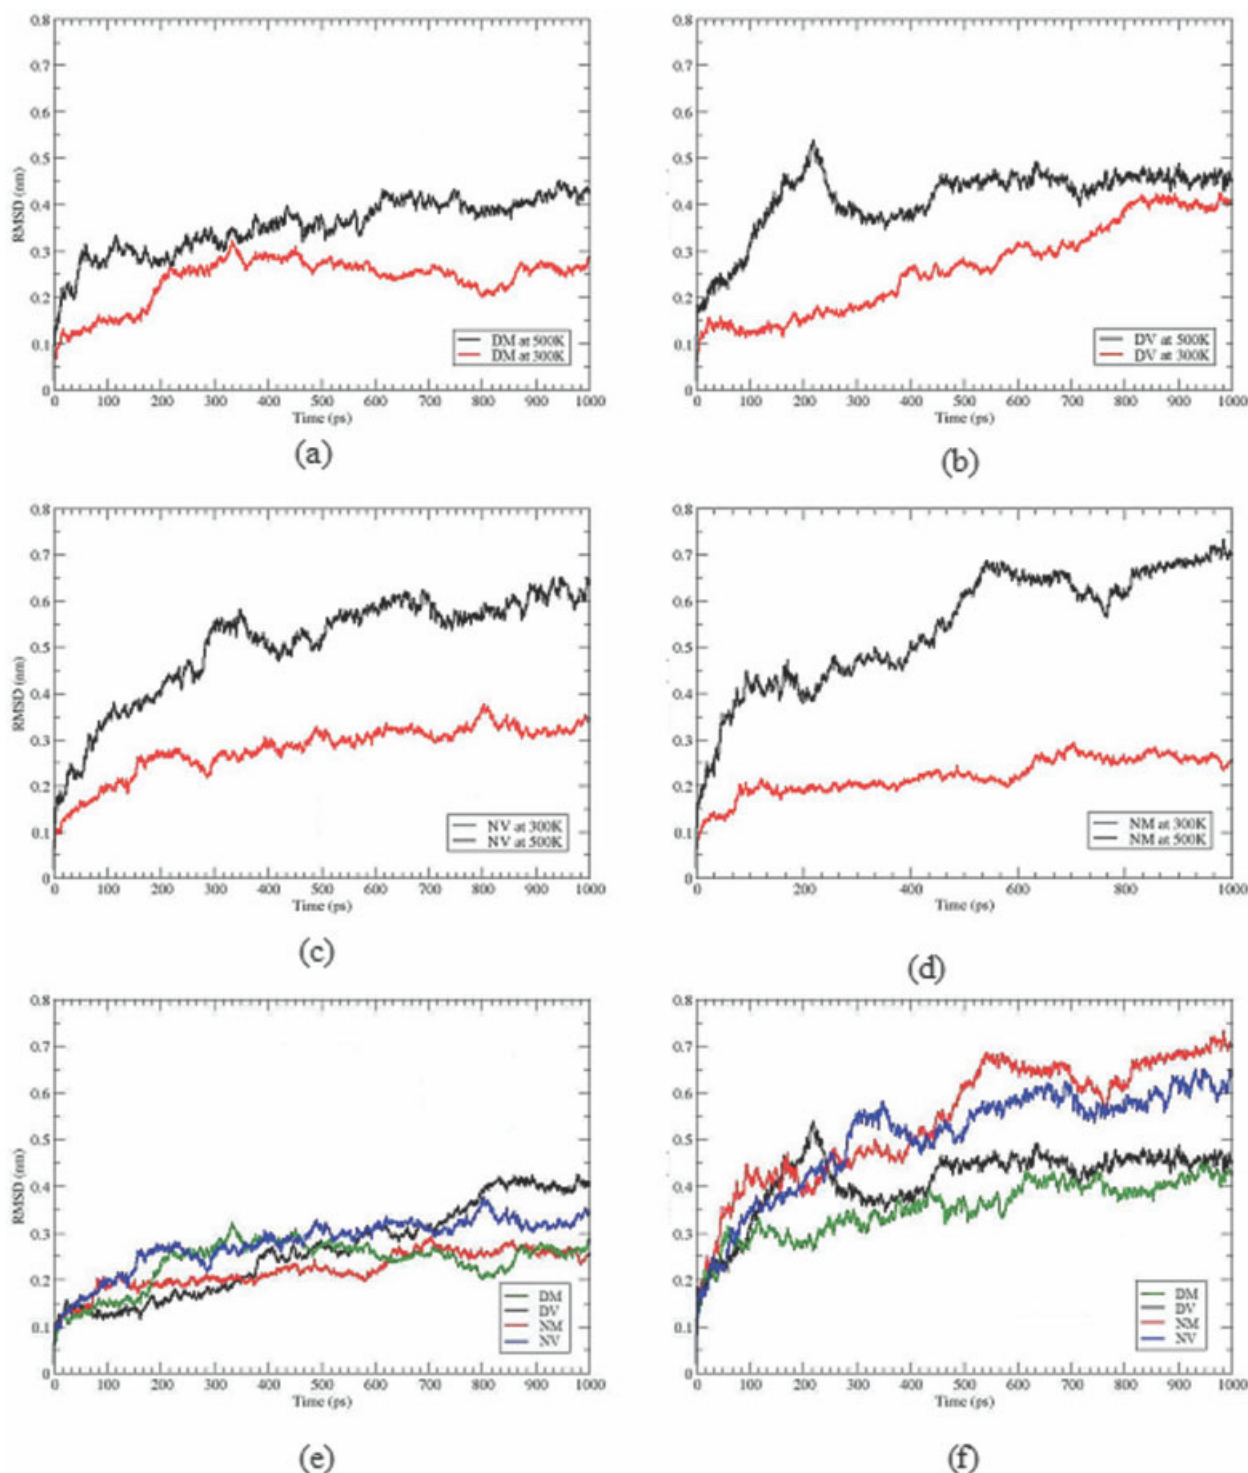 0.8
0.7
0.6
0.5
0.4
0.3
0.2
0.1
0
RMSD (nm)
DM at 500K
DM at 300K
0 100 200 300 400 500 600 700 800 900 1000
Time (ps)
(a)
0.8
0.7
0.6
0.5
0.4
0.3
0.2
0.1
0
DV at 500K
DV at 300K
0 100 200 300 400 500 600 700 800 900 1000
Time (ps)
(b)
0.8
0.7
0.6
0.5
0.4
0.3
0.2
0.1
0
RMSD (nm)
NV at 300K
NV at 500K
0 100 200 300 400 500 600 700 800 900 1000
Time (ps)
(c)
0.8
0.7
0.6
0.5
0.4
0.3
0.2
0.1
0
NM at 300K
NM at 500K
0 200 400 600 800 1000
Time (ps)
(d)
0.8
0.7
0.6
0.5
0.4
0.3
0.2
0.1
0
RMSD (nm)
DM
DV
NM
NV
0 100 200 300 400 500 600 700 800 900 1000
Time (ps)
(e)
0.8
0.7
0.6
0.5
0.4
0.3
0.2
0.1
0
DM
DV
NM
NV
0 100 200 300 400 500 600 700 800 900 1000
Time (ps)
(f)